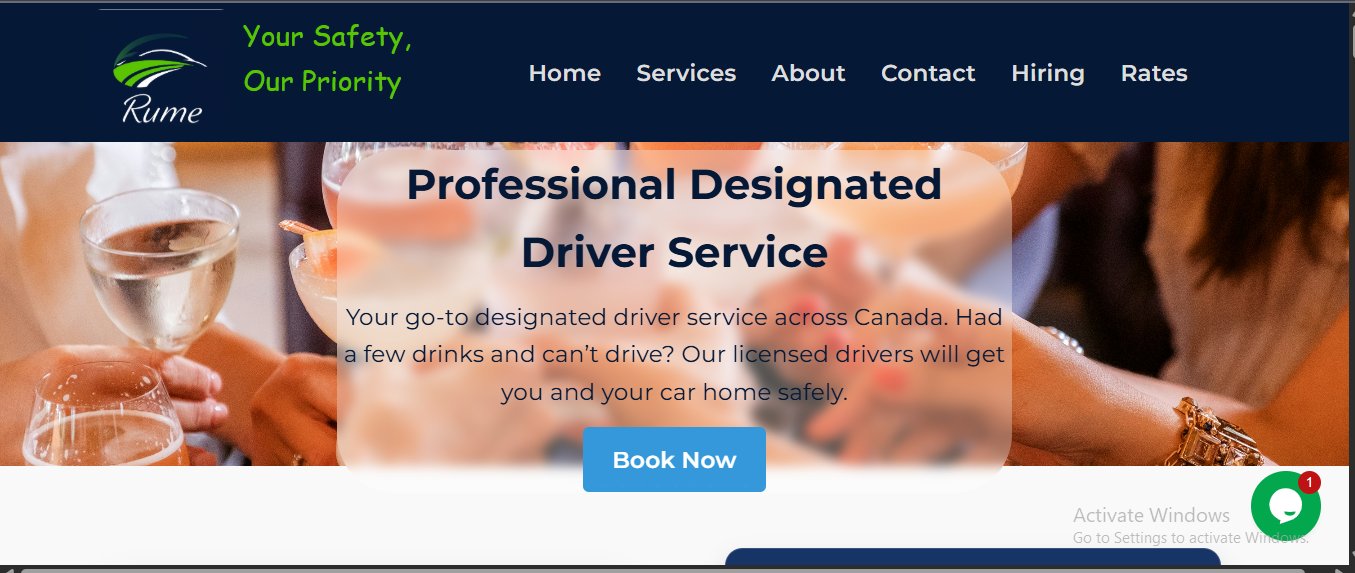 Your Safety,
Our Priority
Rume
Home Services About Contact Hiring Rates
Professional Designated
Driver Service
Your go-to designated driver service across Canada. Had
a few drinks and can’t drive? Our licensed drivers will get
you and your car home safely.
Book Now
1
Activate Windows
Go to Settings to activate Windows.